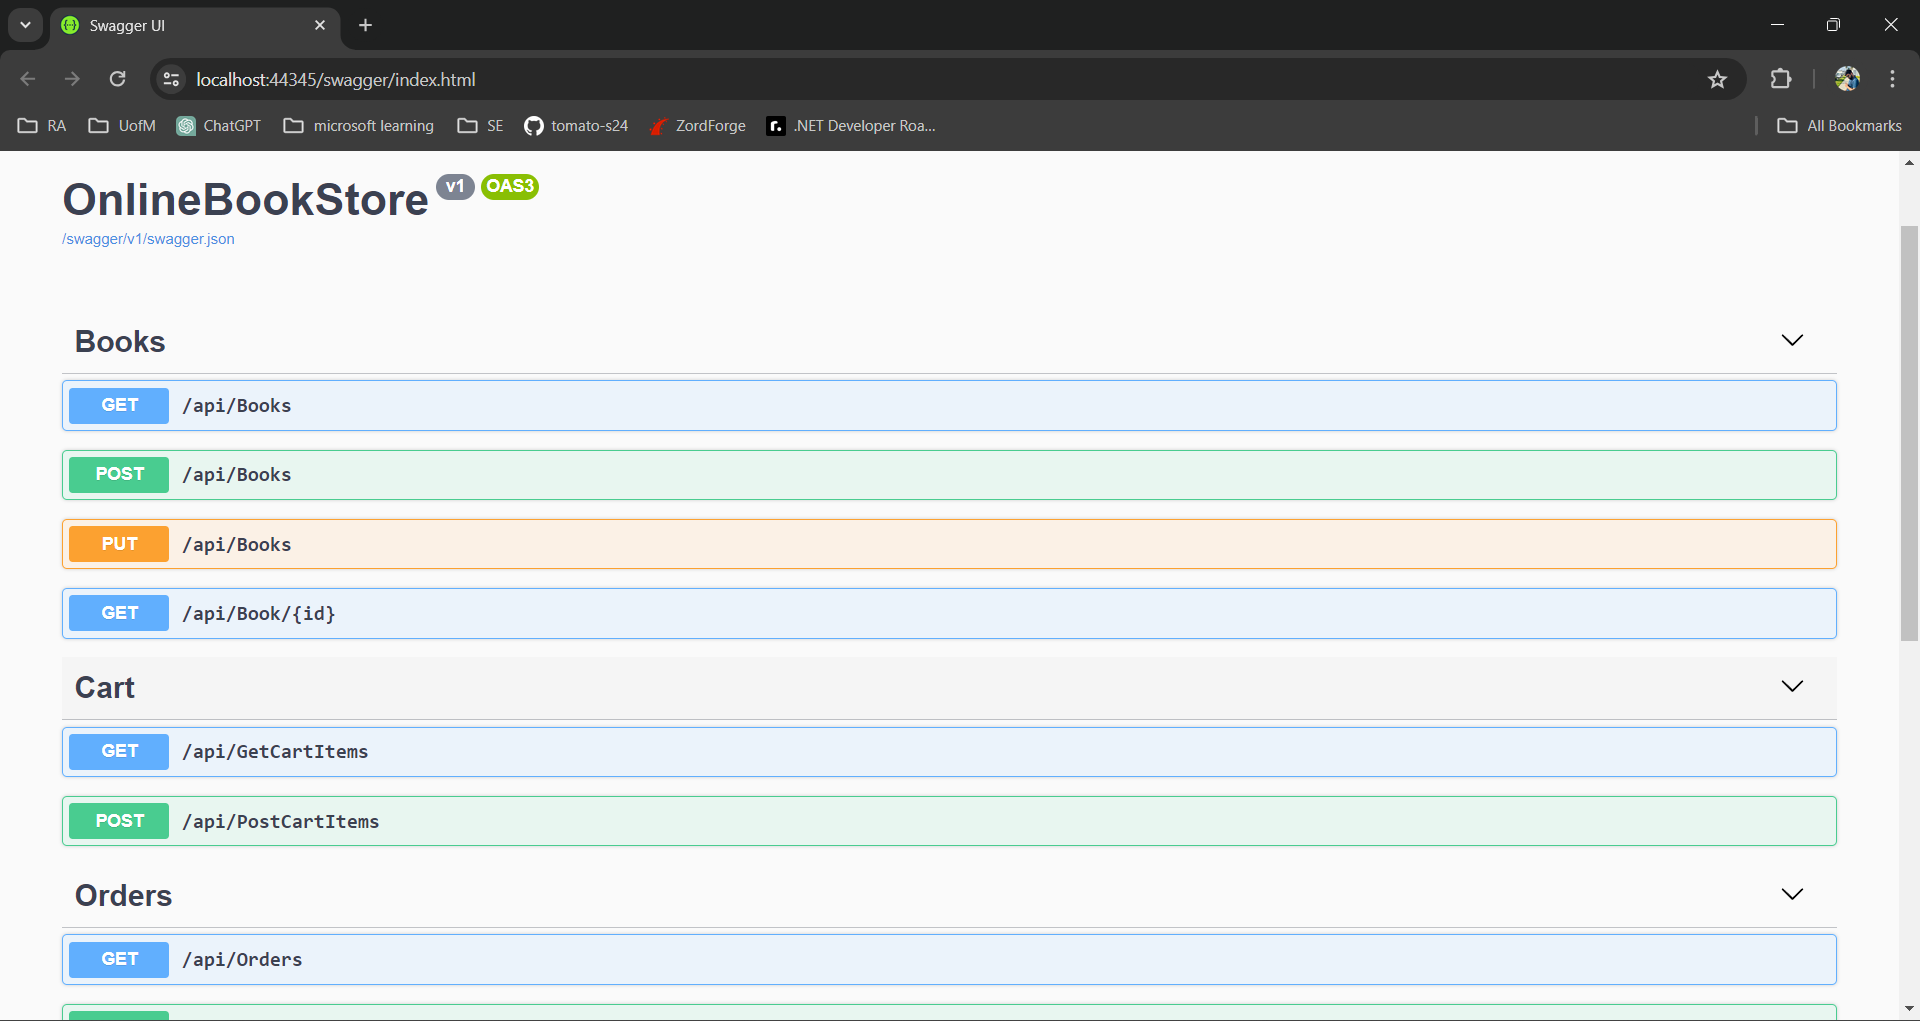 Swagger UI
localhost:44345/swagger/index.html
RA UofM ChatGPT microsoft learning SE tomato-s24 ZordForge .NET Developer Roa... All Bookmarks
OnlineBookStore v1 OAS3
/swagger/v1/swagger.json
Books
GET /api/Books
POST /api/Books
PUT /api/Books
GET /api/Book/{id}
Cart
GET /api/GetCartItems
POST /api/PostCartItems
Orders
GET /api/Orders